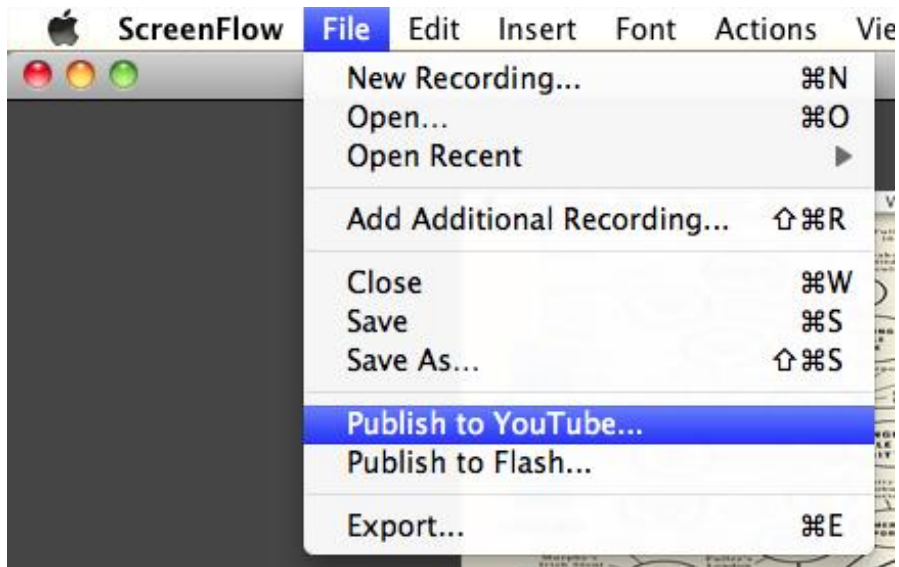 ScreenFlow File Edit Insert Font Actions Vie
New Recording... ⌘N
Open... ⌘O
Open Recent ▶
Add Additional Recording... ⇧⌘R
Close ⌘W
Save ⌘S
Save As... ⇧⌘S
Publish to YouTube...
Publish to Flash...
Export... ⌘E